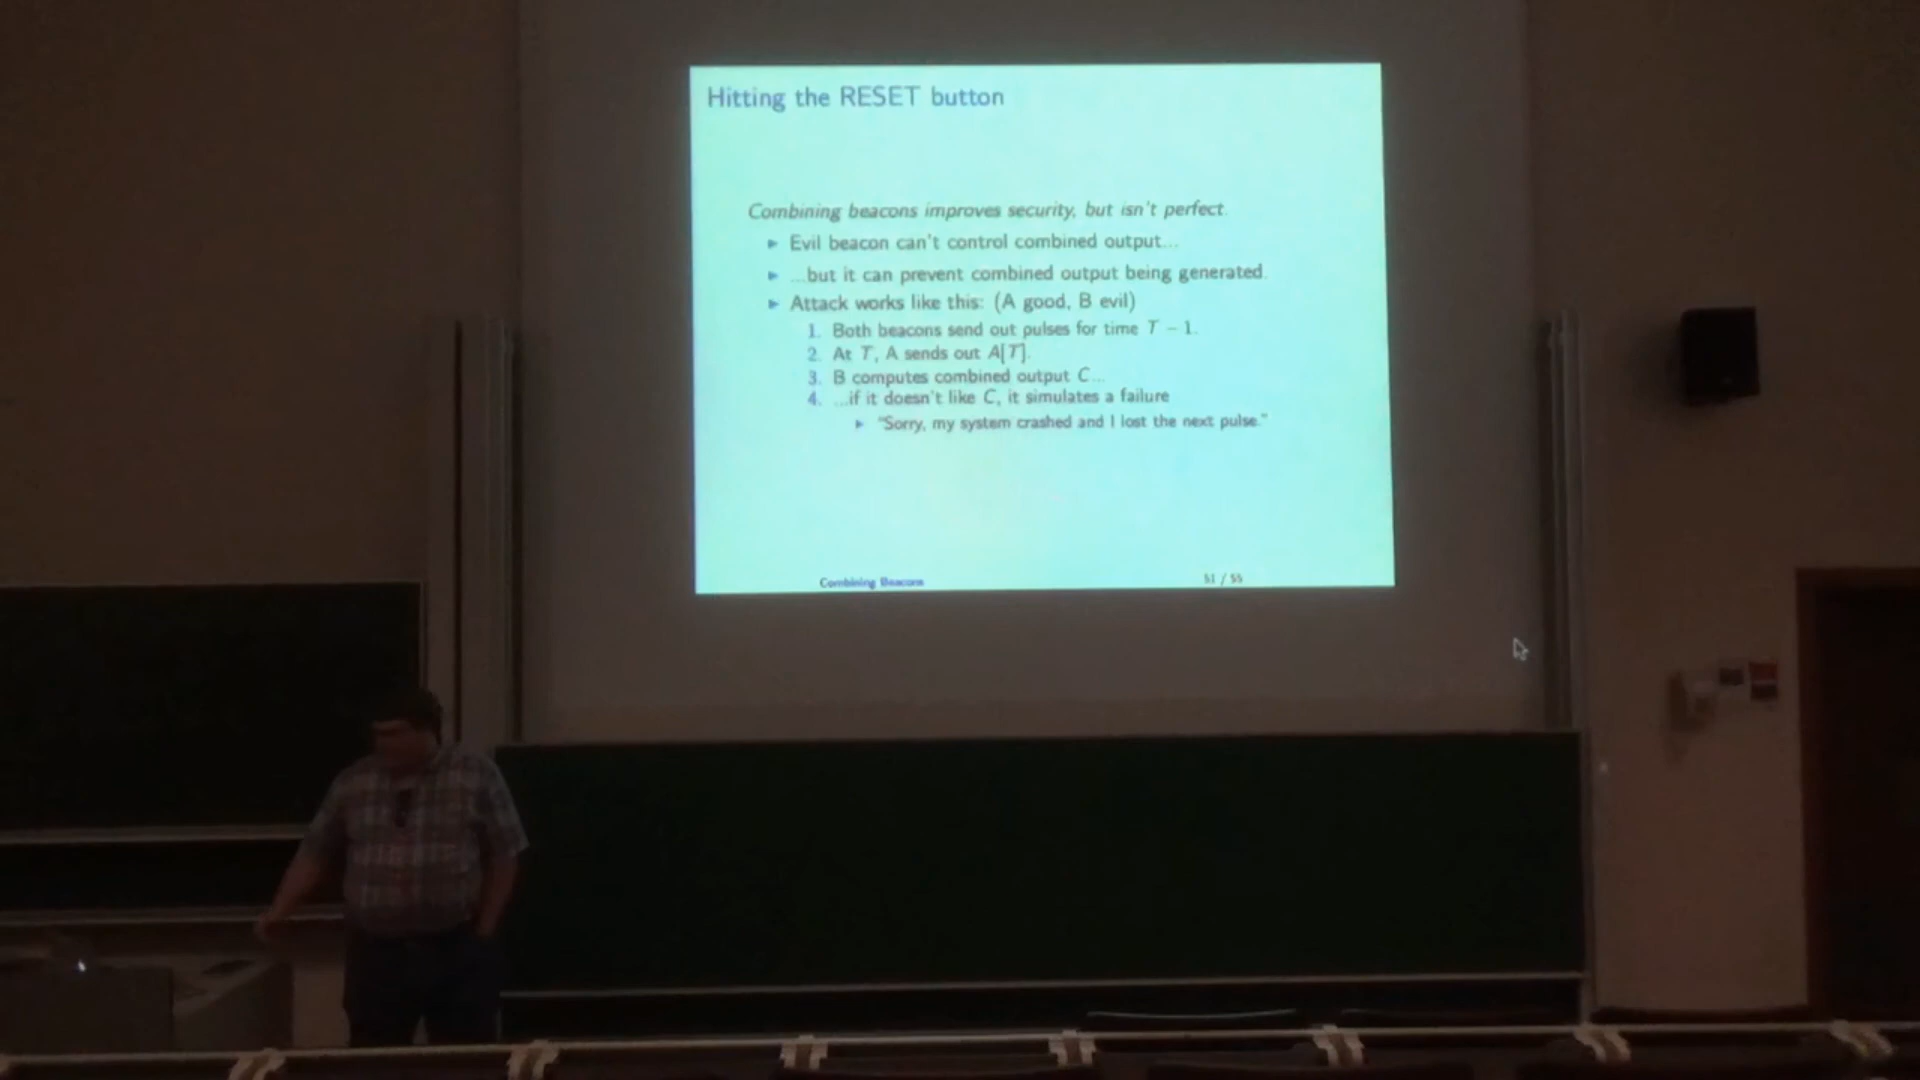 Hitting the RESET button
Combining beacons improves security, but isn't perfect.
► Evil beacon can't control combined output...
► ...but it can prevent combined output being generated.
► Attack works like this: (A good, B evil)
1. Both beacons send out pulses for time T − 1.
2. At T, A sends out A[T].
3. B computes combined output C...
4. ...if it doesn't like C, it simulates a failure
► "Sorry, my system crashed and I lost the next pulse."
Combining Beacons
51 / 55